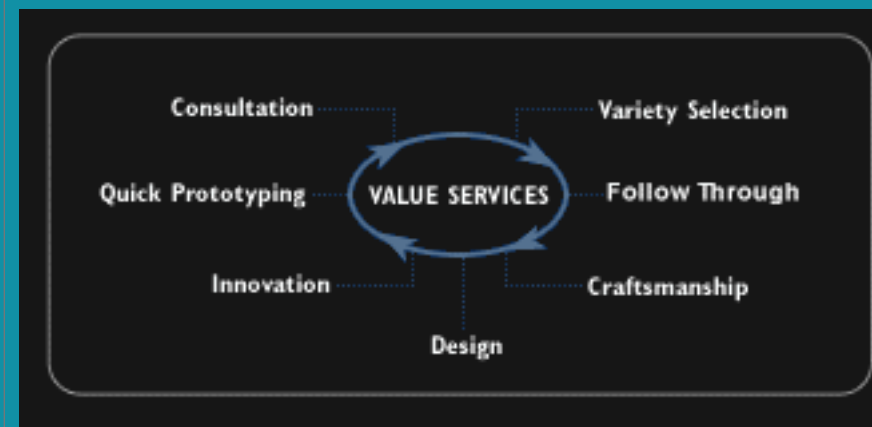 Consultation
Variety Selection
Quick Prototyping
VALUE SERVICES
Follow Through
Innovation
Craftsmanship
Design